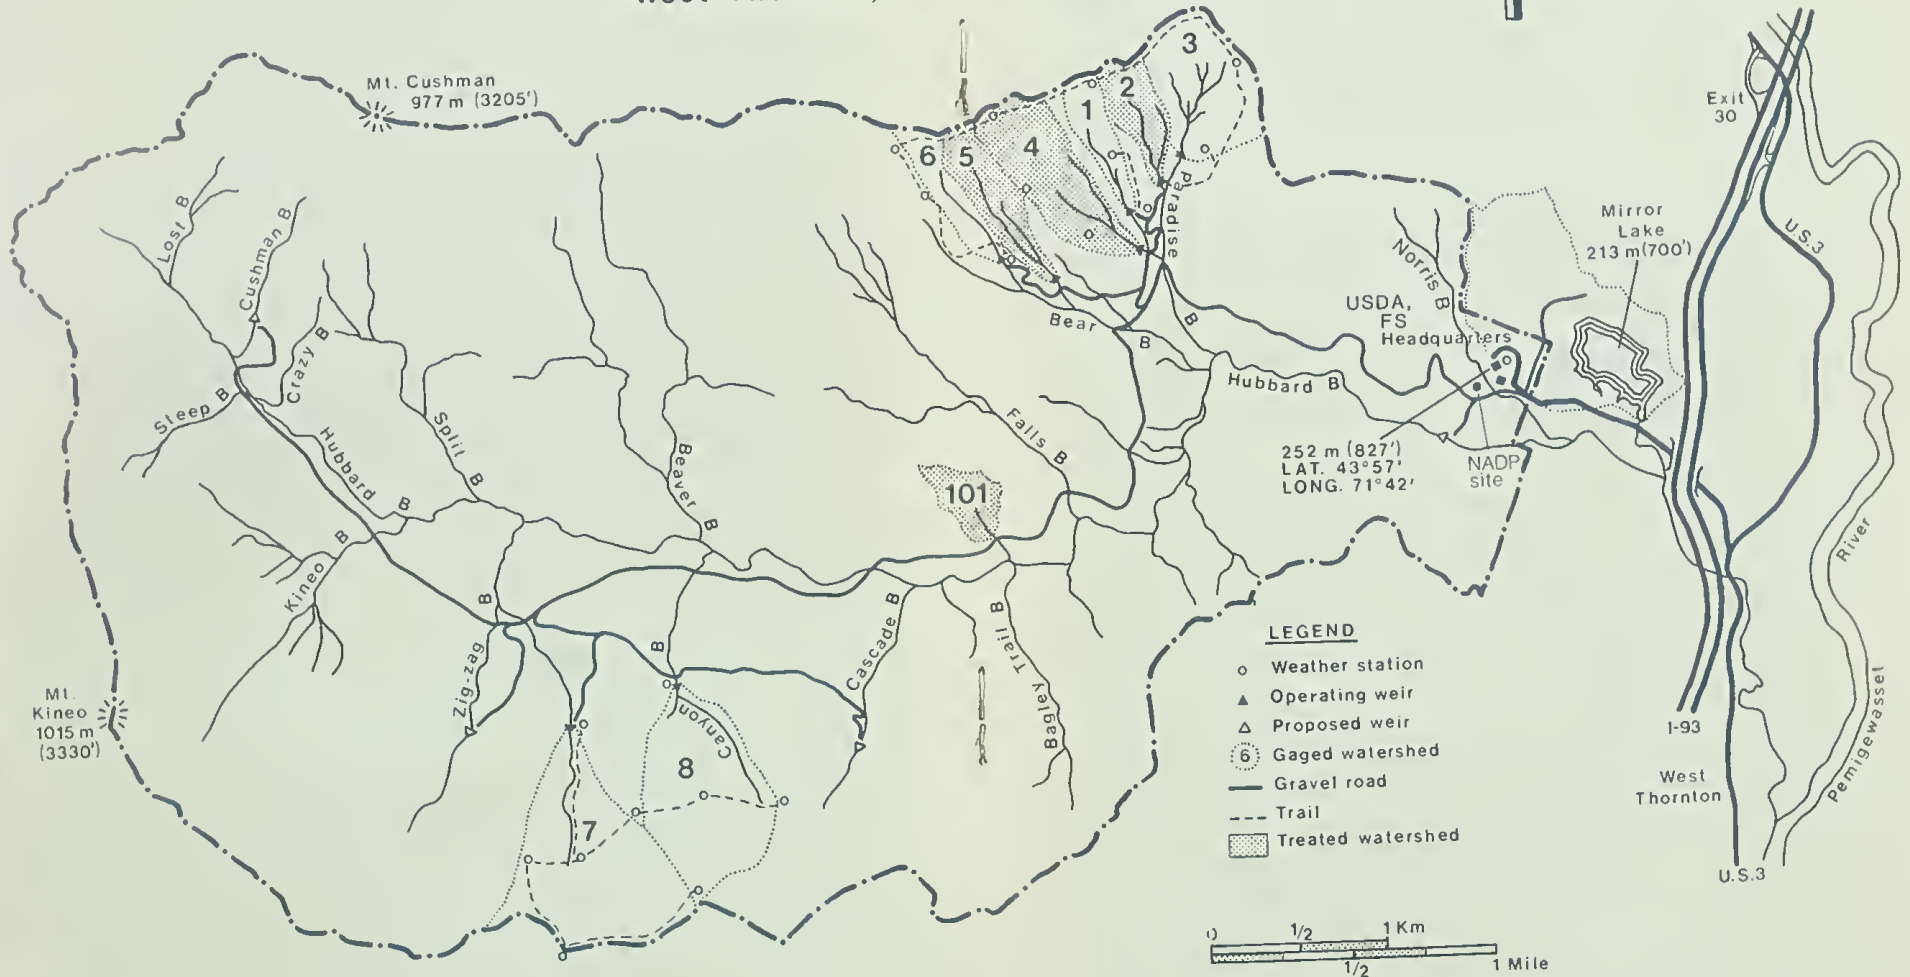 Mt. Cushman
977 m (3205')
3
2
1
4
5
6
Exit
30
Lost B
Cushman B
Paradise
B
Mirror
Lake
213 m (700')
U.S.3
Norris B
USDA,
FS
Headquarters
Crazy B
Bear
B
Steep B
Hubbard B
Hubbard B
Split B
Beaver B
Falls B
252 m (827')
LAT. 43°57'
LONG. 71°42'
NADP
site
101
Kineo B
River
Pemigewasset
Zig-zag B
B
Canyon
Cascade B
Bagley Trail B
Mt.
Kineo
1015 m
(3330')
8
7
LEGEND
Weather station
Operating weir
Proposed weir
6 Gaged watershed
Gravel road
Trail
Treated watershed
I-93
West
Thornton
U.S.3
0 1/2 1 Km
1/2 1 Mile